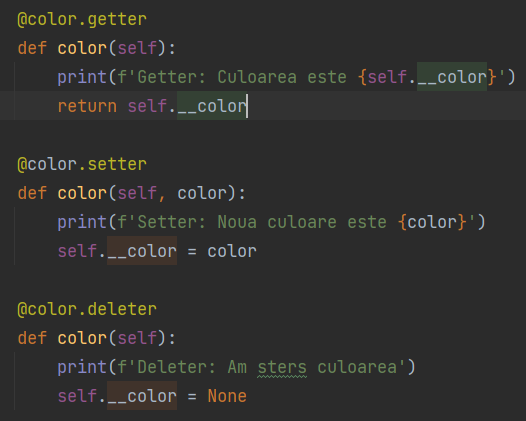 @color.getter
def color(self):
    print(f'Getter: Culoarea este {self.__color}')
    return self.__color
@color.setter
def color(self, color):
    print(f'Setter: Noua culoare este {color}')
    self.__color = color
@color.deleter
def color(self):
    print(f'Deleter: Am sters culoarea')
    self.__color = None